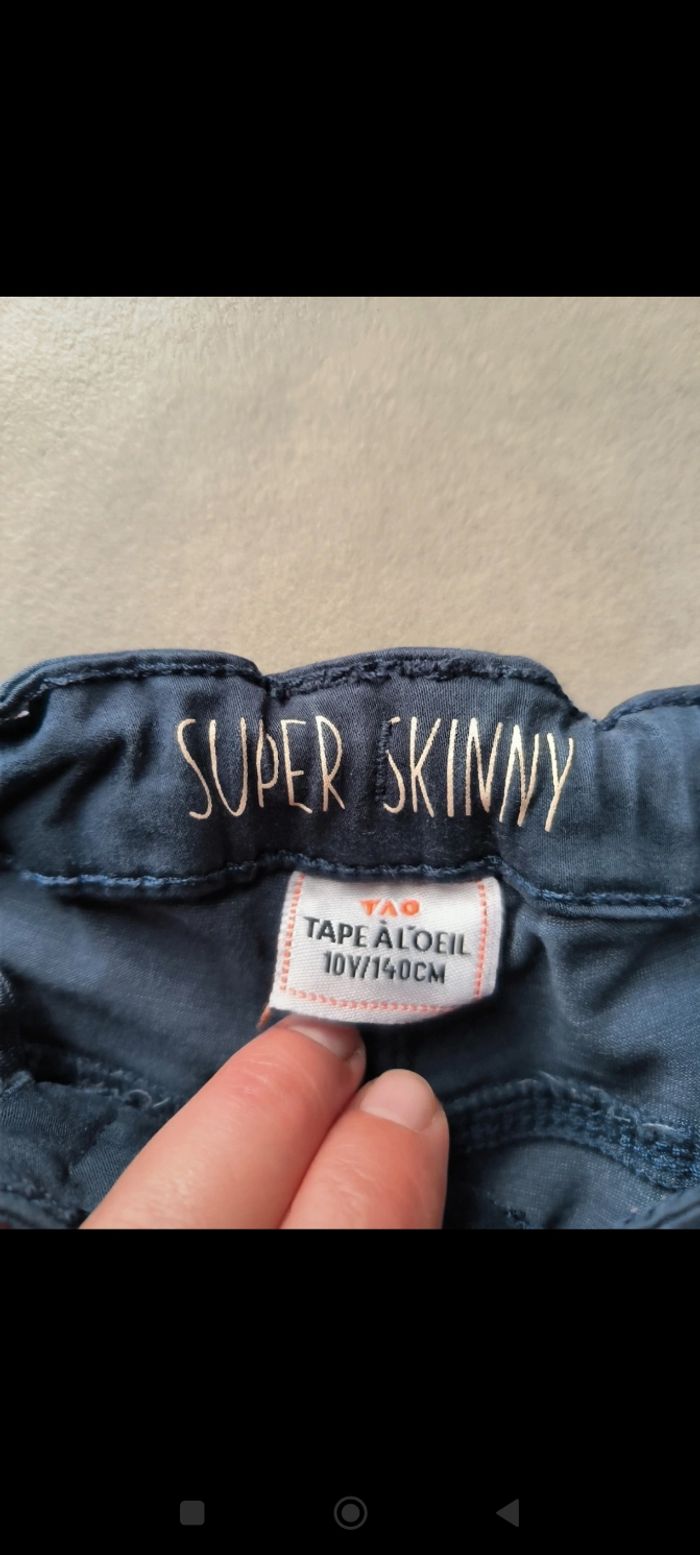 SUPER SKINNY
TAO
TAPE À L'OEIL
10Y/140CM